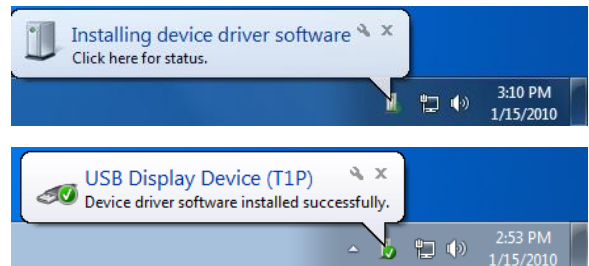 Installing device driver software
Click here for status.
3:10 PM
1/15/2010
USB Display Device (T1P)
Device driver software installed successfully.
2:53 PM
1/15/2010